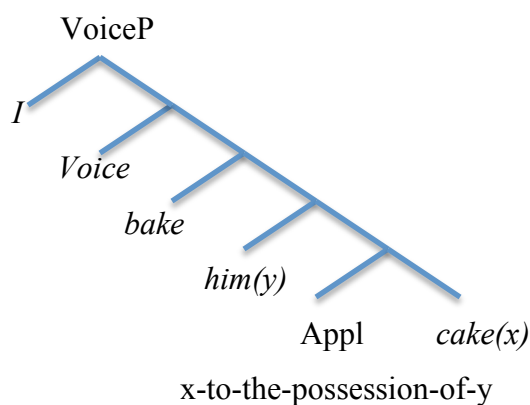 VoiceP
I
Voice
bake
him(y)
Appl cake(x)
x-to-the-possession-of-y